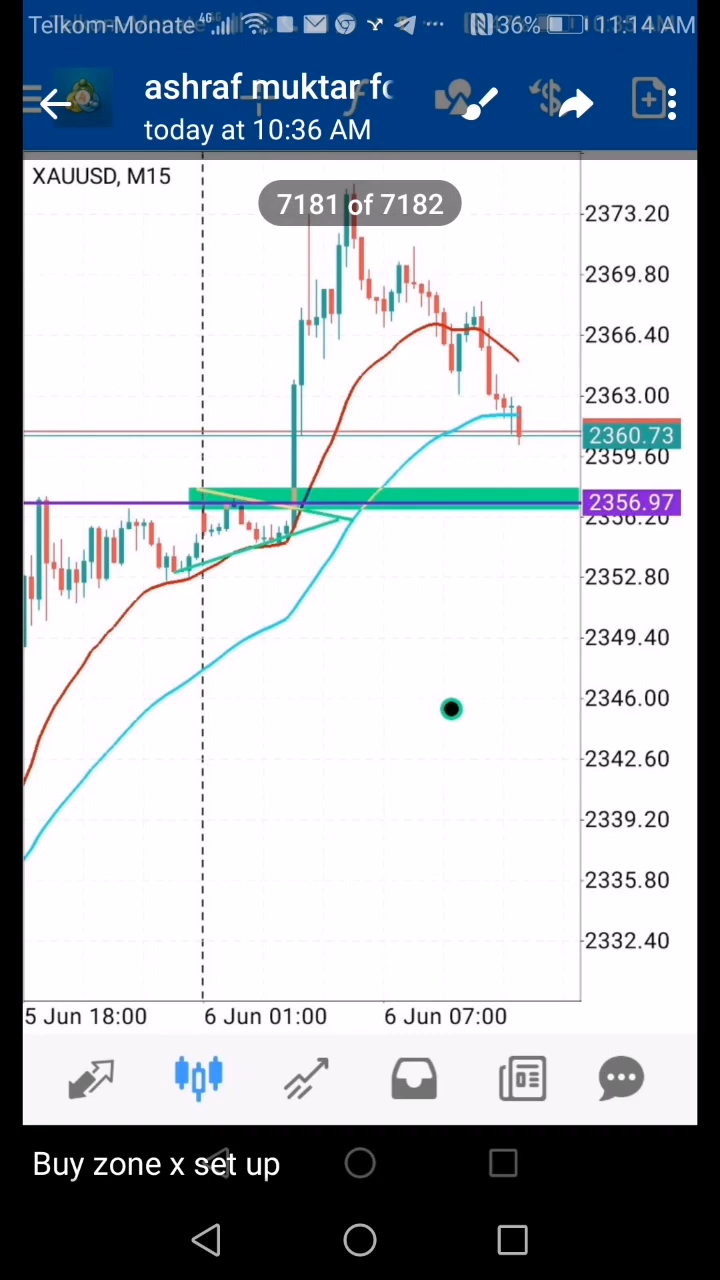 Telkom-Monate 4G 36% 11:14 AM
ashraf muktar fo
today at 10:36 AM
XAUUSD, M15
7181 of 7182
2373.20
2369.80
2366.40
2363.00
2360.73
2359.60
2356.97
2356.20
2352.80
2349.40
2346.00
2342.60
2339.20
2335.80
2332.40
5 Jun 18:00 6 Jun 01:00 6 Jun 07:00
Buy zone x set up